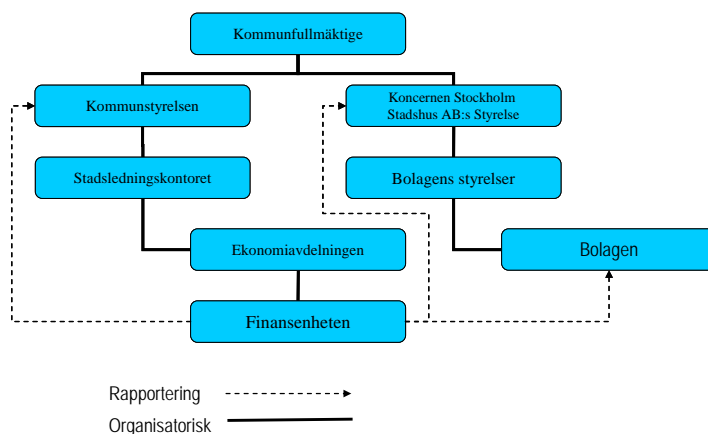 Kommunfullmäktige
Kommunstyrelsen
Koncernen Stockholm
Stadshus AB:s Styrelse
Stadsledningskontoret
Bolagens styrelser
Ekonomiavdelningen
Bolagen
Finansenheten
Rapportering
Organisatorisk